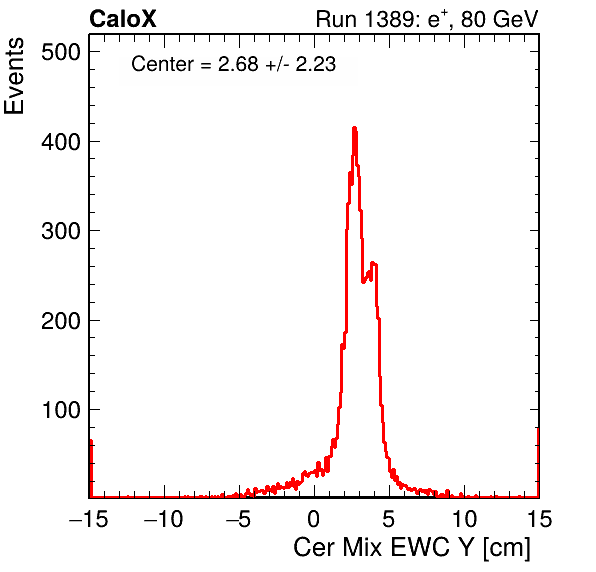 CaloX Run 1389: e⁺, 80 GeV
Events
Center = 2.68 +/- 2.23
500
400
300
200
100
−15 −10 −5 0 5 10 15
Cer Mix EWC Y [cm]